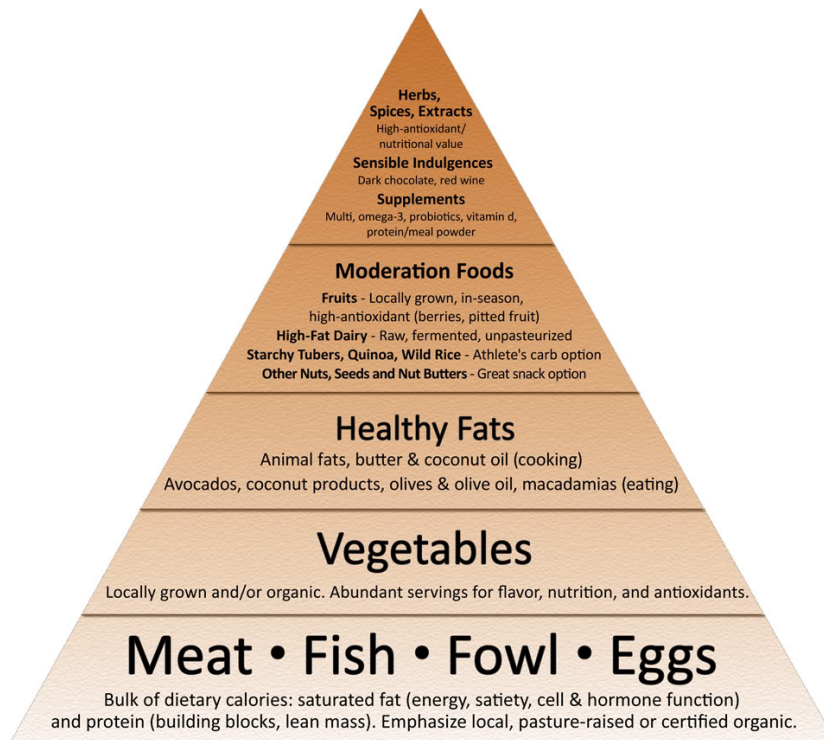 Herbs,
Spices, Extracts
High-antioxidant/
nutritional value
Sensible Indulgences
Dark chocolate, red wine
Supplements
Multi, omega-3, probiotics, vitamin d,
protein/meal powder
Moderation Foods
Fruits - Locally grown, in-season,
high-antioxidant (berries, pitted fruit)
High-Fat Dairy - Raw, fermented, unpasteurized
Starchy Tubers, Quinoa, Wild Rice - Athlete's carb option
Other Nuts, Seeds and Nut Butters - Great snack option
Healthy Fats
Animal fats, butter & coconut oil (cooking)
Avocados, coconut products, olives & olive oil, macadamias (eating)
Vegetables
Locally grown and/or organic. Abundant servings for flavor, nutrition, and antioxidants.
Meat • Fish • Fowl • Eggs
Bulk of dietary calories: saturated fat (energy, satiety, cell & hormone function)
and protein (building blocks, lean mass). Emphasize local, pasture-raised or certified organic.